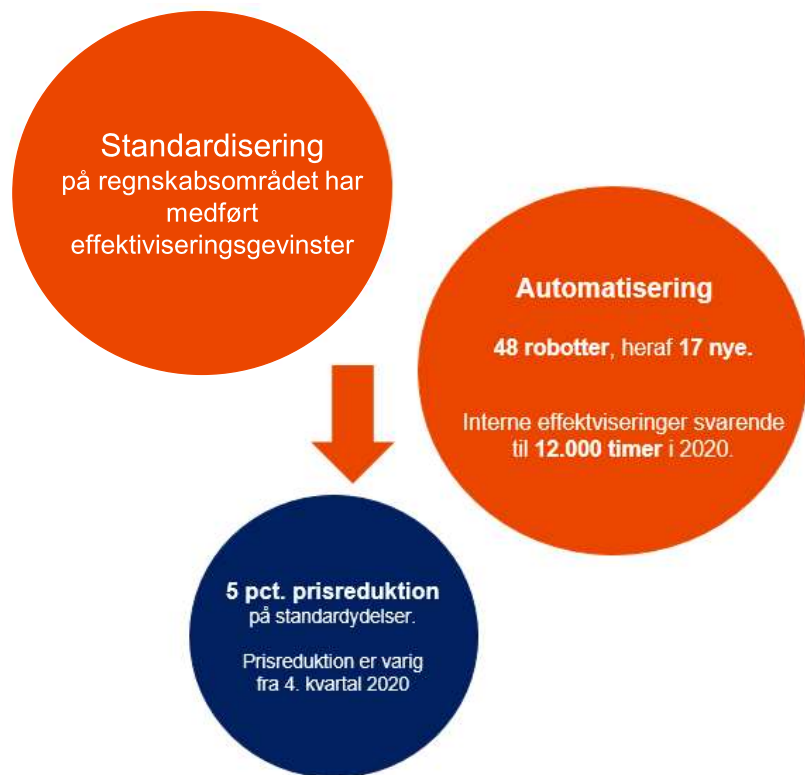 Standardisering
på regnskabsområdet har
medført
effektiviseringsgevinster
Automatisering
48 robotter, heraf 17 nye.
Interne effektviseringer svarende
til 12.000 timer i 2020.
5 pct. prisreduktion
på standardydelser.
Prisreduktion er varig
fra 4. kvartal 2020